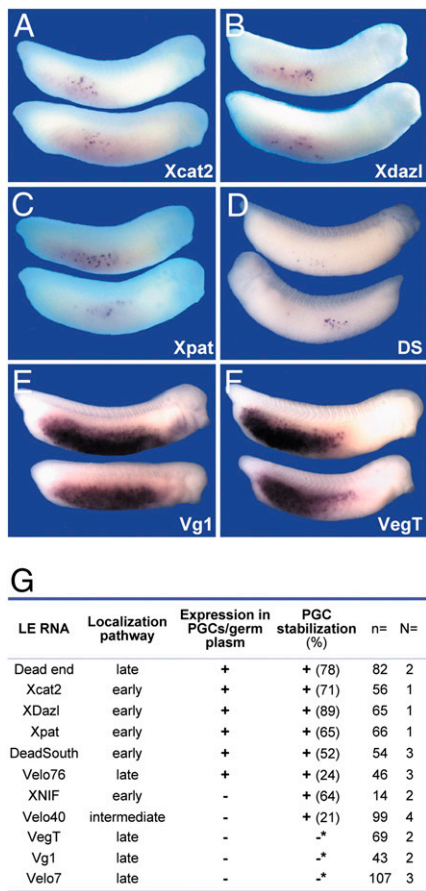 A
Xcat2
B
Xdazl
C
Xpat
D
DS
E
Vg1
F
VegT
G
LE RNA Localization pathway Expression in PGCs/germ plasm PGC stabilization (%) n= N=
Dead end late + + (78) 82 2
Xcat2 early + + (71) 56 1
XDazl early + + (89) 65 1
Xpat early + + (65) 66 1
DeadSouth early + + (52) 54 3
Velo76 late + + (24) 46 3
XNIF early - + (64) 14 2
Velo40 intermediate - + (21) 99 4
VegT late - -* 69 2
Vg1 late - -* 43 2
Velo7 late - -* 107 3